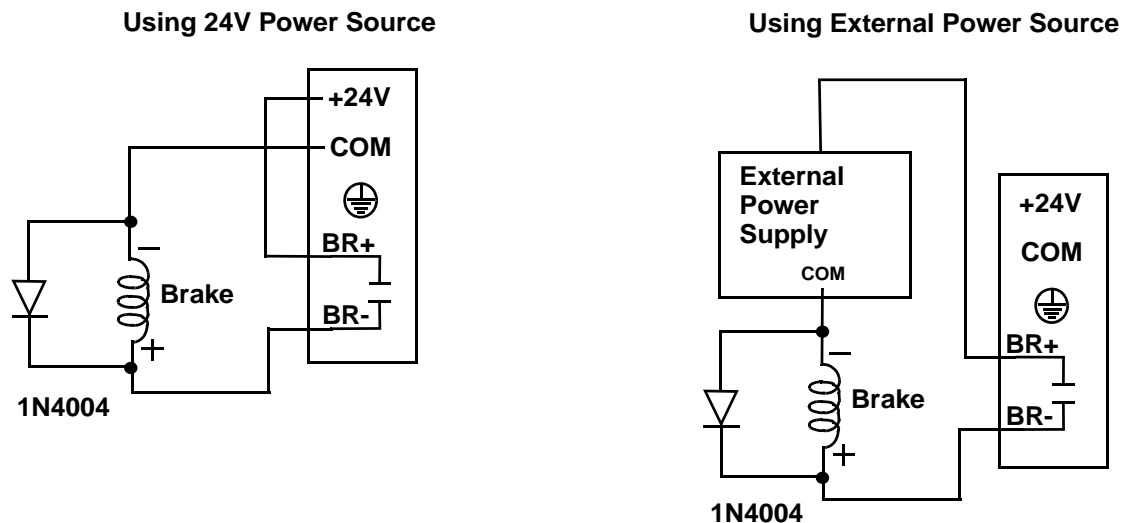 Using 24V Power Source
+24V
COM
BR+
BR-
−
Brake
+
1N4004
Using External Power Source
External
Power
Supply
COM
+24V
COM
BR+
BR-
−
Brake
+
1N4004